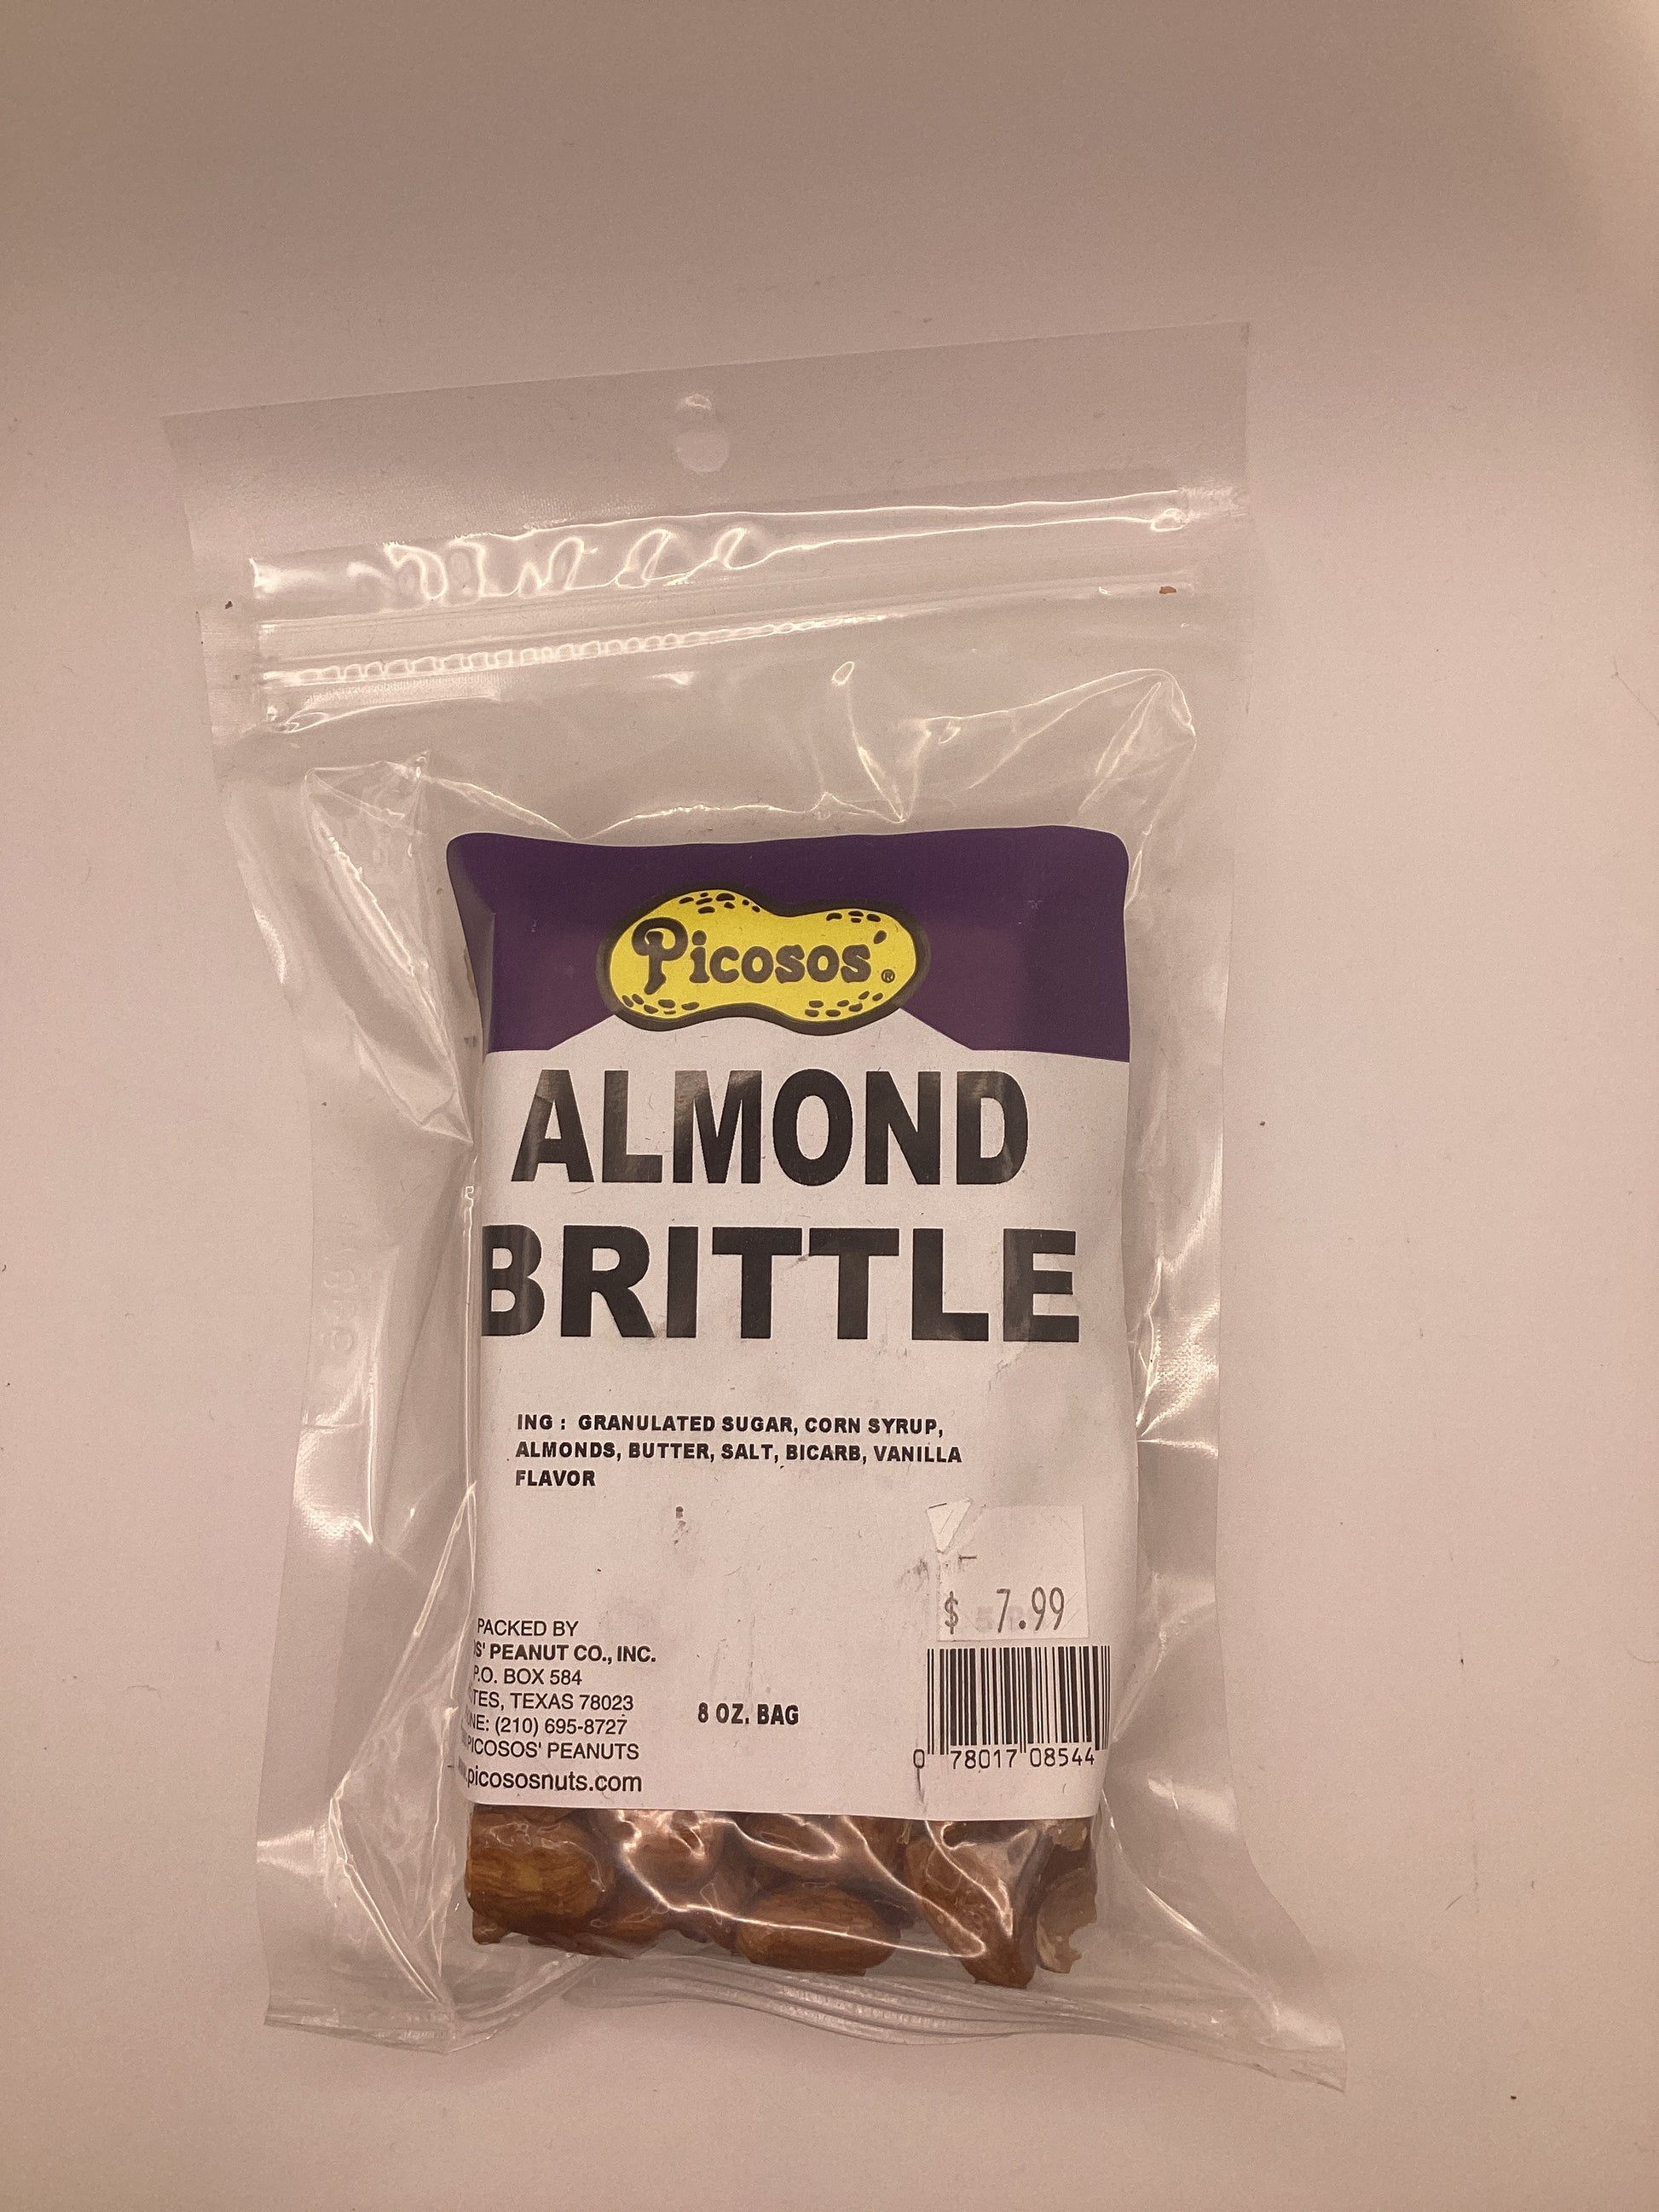 Picosos'®
ALMOND
BRITTLE
ING : GRANULATED SUGAR, CORN SYRUP,
ALMONDS, BUTTER, SALT, BICARB, VANILLA
FLAVOR
$ 7.99
PACKED BY
S' PEANUT CO., INC.
P.O. BOX 584
TES, TEXAS 78023
NE: (210) 695-8727
PICOSOS' PEANUTS
.picososnuts.com
8 OZ. BAG
0 78017 08544